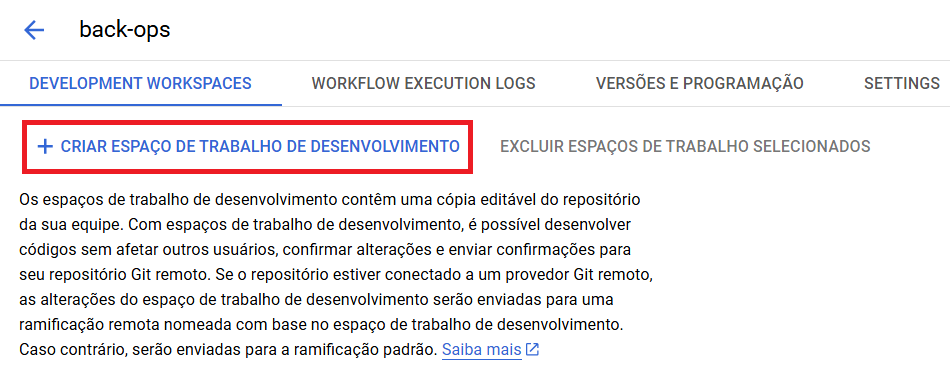 back-ops
DEVELOPMENT WORKSPACES WORKFLOW EXECUTION LOGS VERSÕES E PROGRAMAÇÃO SETTINGS
+ CRIAR ESPAÇO DE TRABALHO DE DESENVOLVIMENTO EXCLUIR ESPAÇOS DE TRABALHO SELECIONADOS
Os espaços de trabalho de desenvolvimento contêm uma cópia editável do repositório
da sua equipe. Com espaços de trabalho de desenvolvimento, é possível desenvolver
códigos sem afetar outros usuários, confirmar alterações e enviar confirmações para
seu repositório Git remoto. Se o repositório estiver conectado a um provedor Git remoto,
as alterações do espaço de trabalho de desenvolvimento serão enviadas para uma
ramificação remota nomeada com base no espaço de trabalho de desenvolvimento.
Caso contrário, serão enviadas para a ramificação padrão. Saiba mais